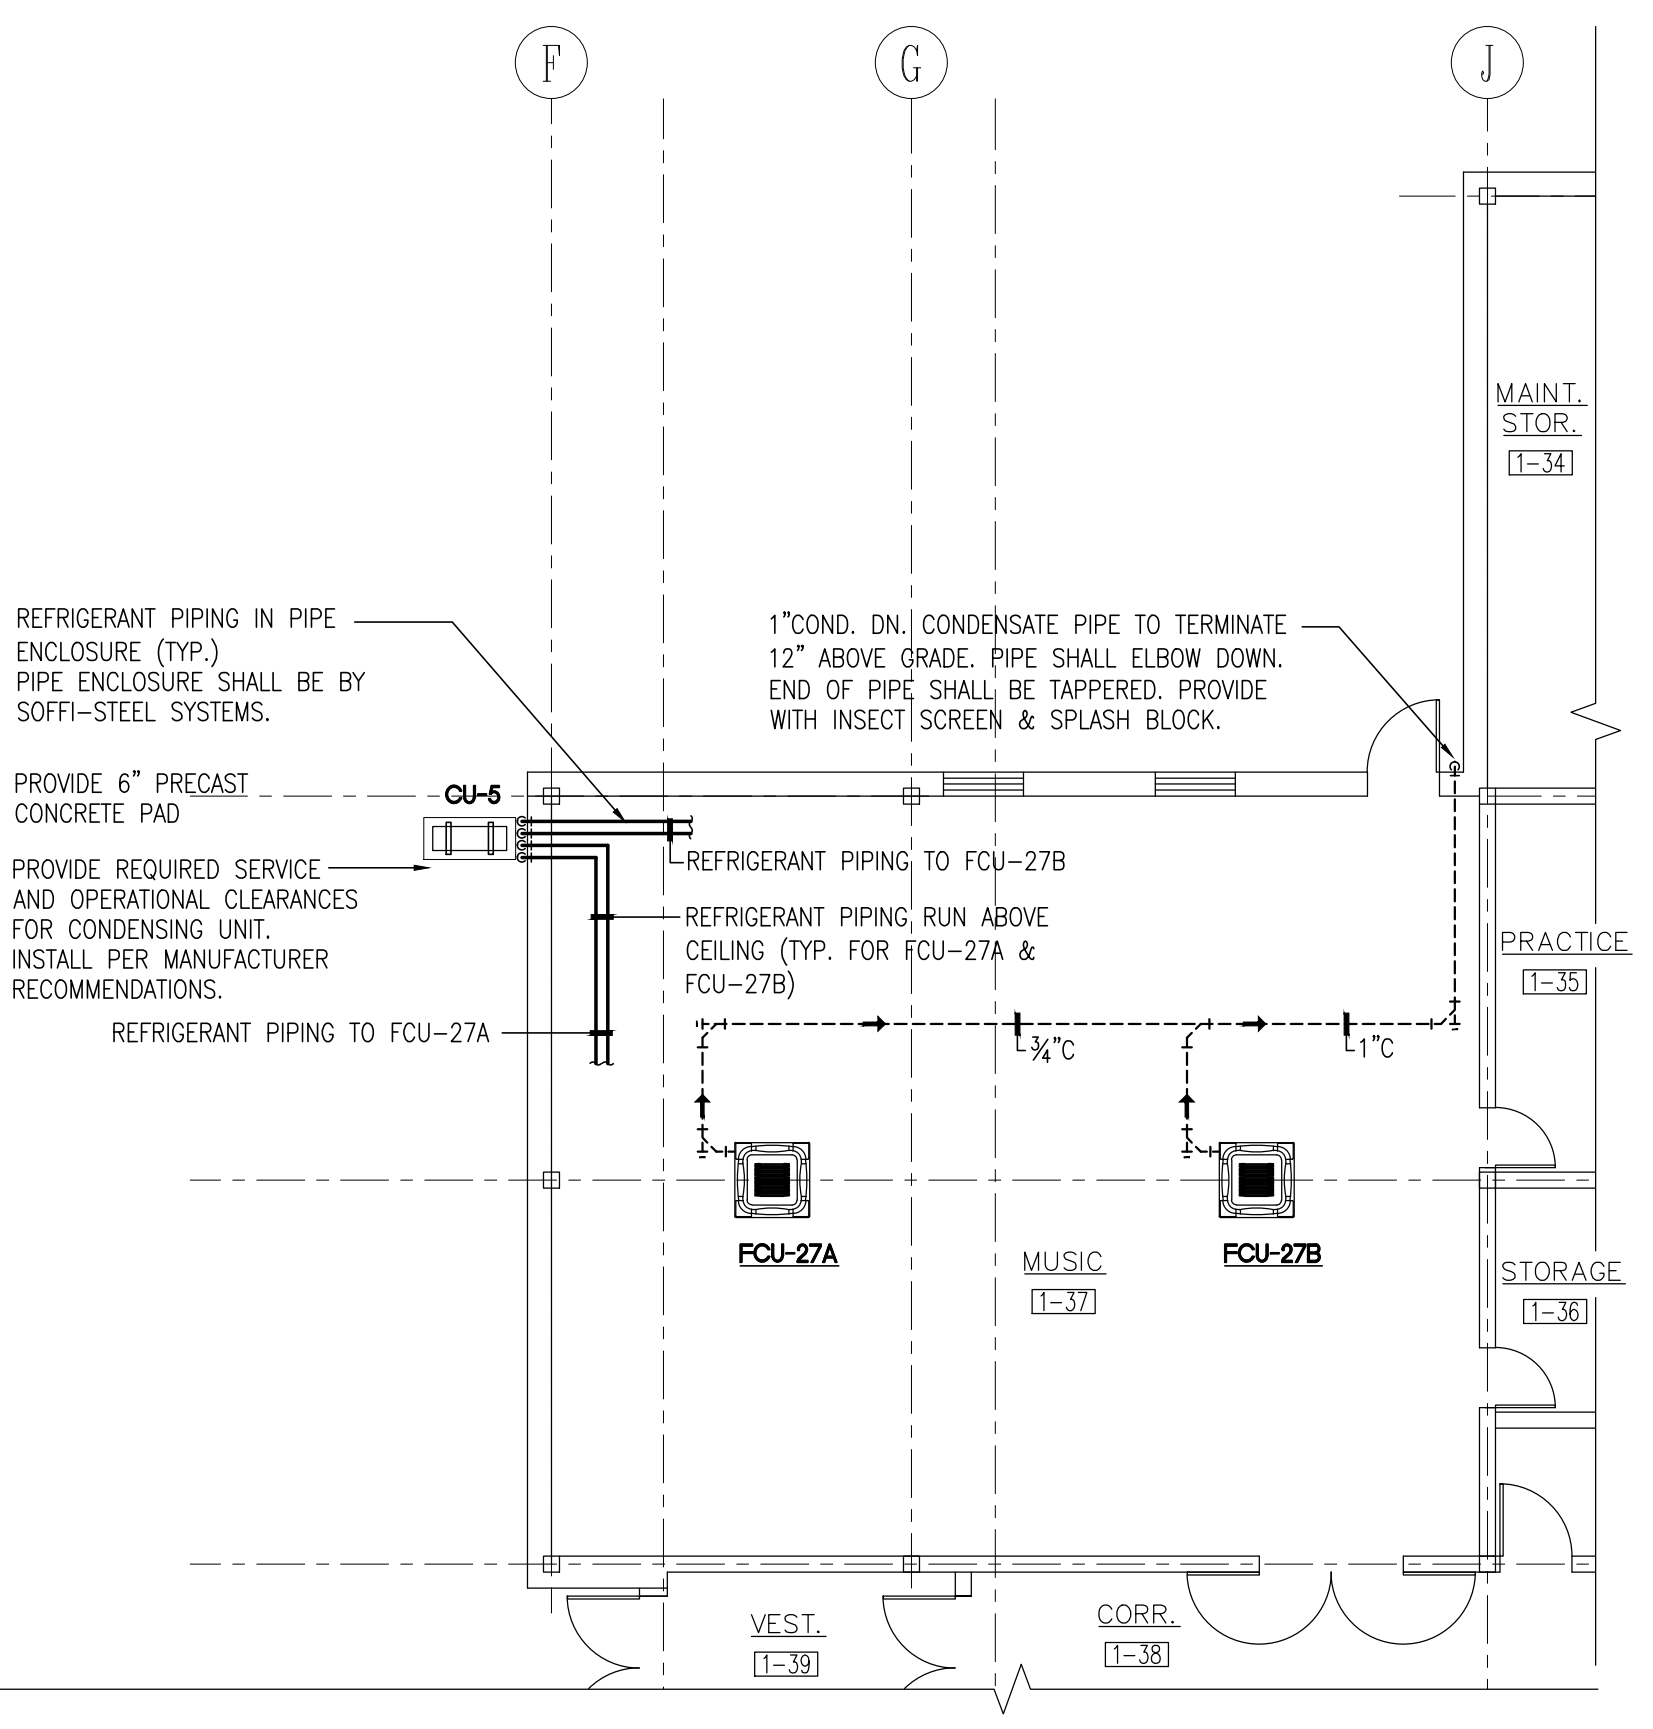 F
G
J
MAINT.
STOR.
1-34
REFRIGERANT PIPING IN PIPE
ENCLOSURE (TYP.)
PIPE ENCLOSURE SHALL BE BY
SOFFI-STEEL SYSTEMS.
1"COND. DN. CONDENSATE PIPE TO TERMINATE
12" ABOVE GRADE. PIPE SHALL ELBOW DOWN.
END OF PIPE SHALL BE TAPPERED. PROVIDE
WITH INSECT SCREEN & SPLASH BLOCK.
PROVIDE 6" PRECAST
CONCRETE PAD
CU-5
PROVIDE REQUIRED SERVICE
AND OPERATIONAL CLEARANCES
FOR CONDENSING UNIT.
INSTALL PER MANUFACTURER
RECOMMENDATIONS.
REFRIGERANT PIPING TO FCU-27B
REFRIGERANT PIPING RUN ABOVE
CEILING (TYP. FOR FCU-27A &
FCU-27B)
PRACTICE
1-35
REFRIGERANT PIPING TO FCU-27A
¾"C
1"C
FCU-27A
FCU-27B
MUSIC
1-37
STORAGE
1-36
VEST.
1-39
CORR.
1-38